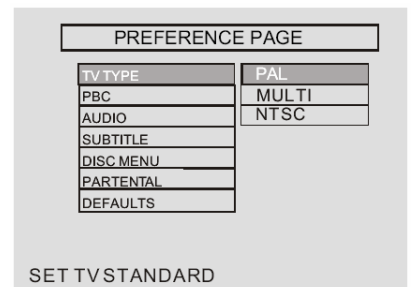 PREFERENCE PAGE
TV TYPE PAL
PBC MULTI
AUDIO NTSC
SUBTITLE
DISC MENU
PARTENTAL
DEFAULTS
SET TV STANDARD